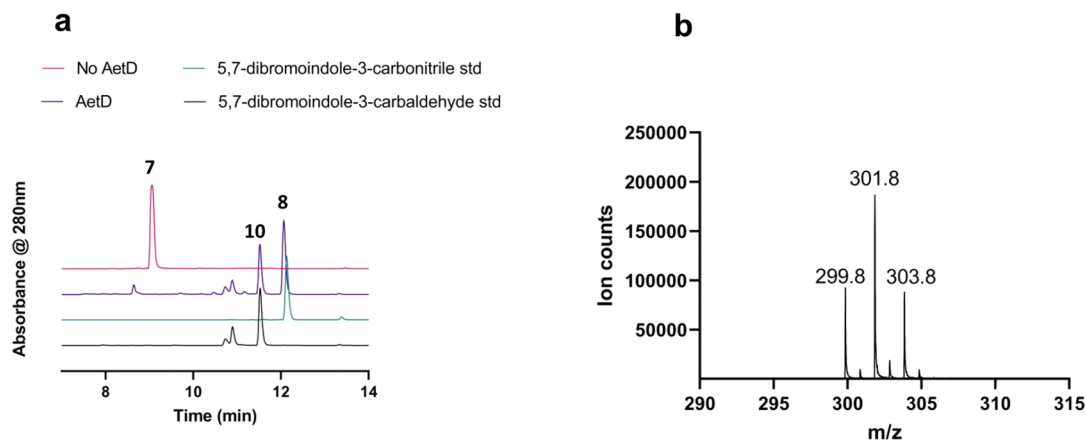 a
No AetD
5,7-dibromoindole-3-carbonitrile std
AetD
5,7-dibromoindole-3-carbaldehyde std
7
10
8
Absorbance @ 280nm
8
10
12
14
Time (min)
b
250000
200000
150000
100000
50000
301.8
299.8
303.8
Ion counts
290
295
300
305
310
315
m/z